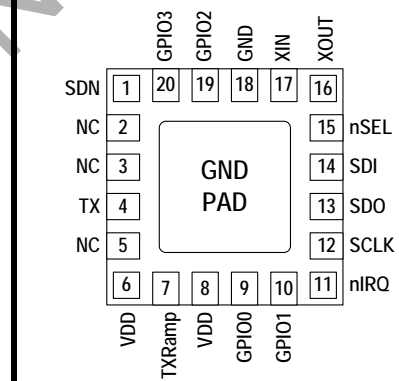 GPIO3 GPIO2 GND XIN XOUT
SDN 1 20 19 18 17 16
NC 2 15 nSEL
NC 3 GND 14 SDI
TX 4 PAD 13 SDO
NC 5 12 SCLK
6 7 8 9 10 11 nIRQ
VDD TXRamp VDD GPIO0 GPIO1